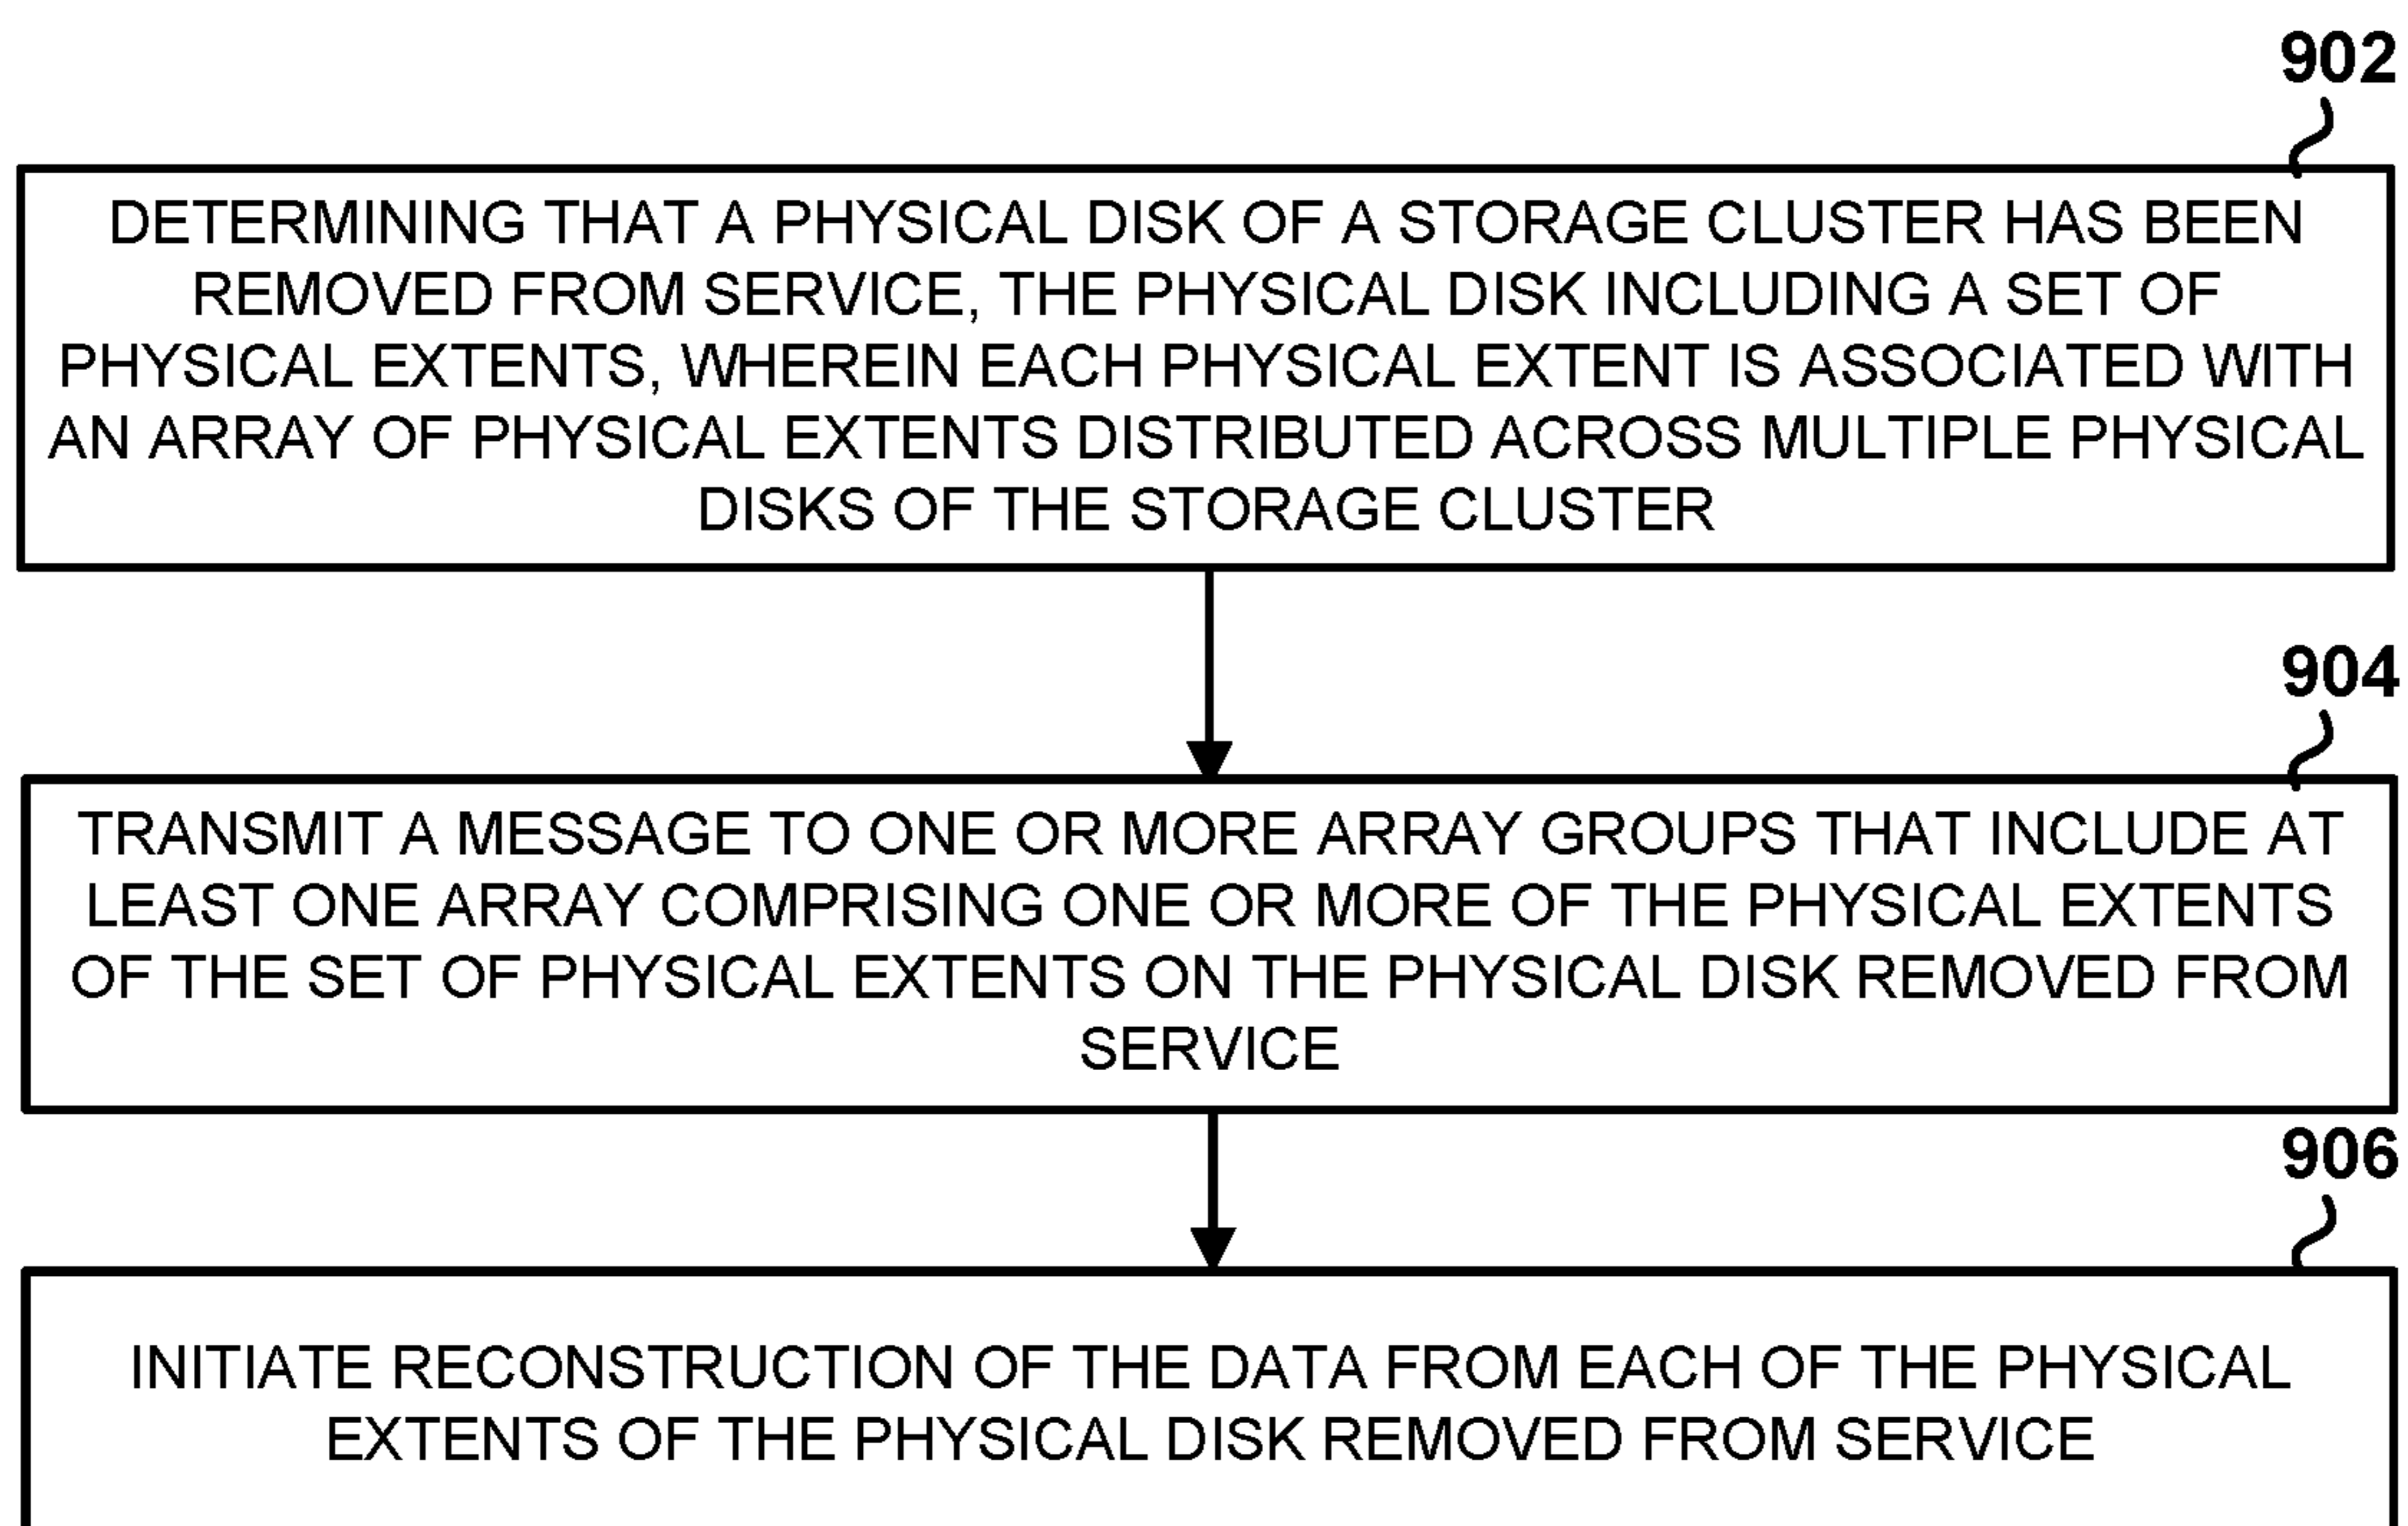 902
DETERMINING THAT A PHYSICAL DISK OF A STORAGE CLUSTER HAS BEEN
REMOVED FROM SERVICE, THE PHYSICAL DISK INCLUDING A SET OF
PHYSICAL EXTENTS, WHEREIN EACH PHYSICAL EXTENT IS ASSOCIATED WITH
AN ARRAY OF PHYSICAL EXTENTS DISTRIBUTED ACROSS MULTIPLE PHYSICAL
DISKS OF THE STORAGE CLUSTER
904
TRANSMIT A MESSAGE TO ONE OR MORE ARRAY GROUPS THAT INCLUDE AT
LEAST ONE ARRAY COMPRISING ONE OR MORE OF THE PHYSICAL EXTENTS
OF THE SET OF PHYSICAL EXTENTS ON THE PHYSICAL DISK REMOVED FROM
SERVICE
906
INITIATE RECONSTRUCTION OF THE DATA FROM EACH OF THE PHYSICAL
EXTENTS OF THE PHYSICAL DISK REMOVED FROM SERVICE